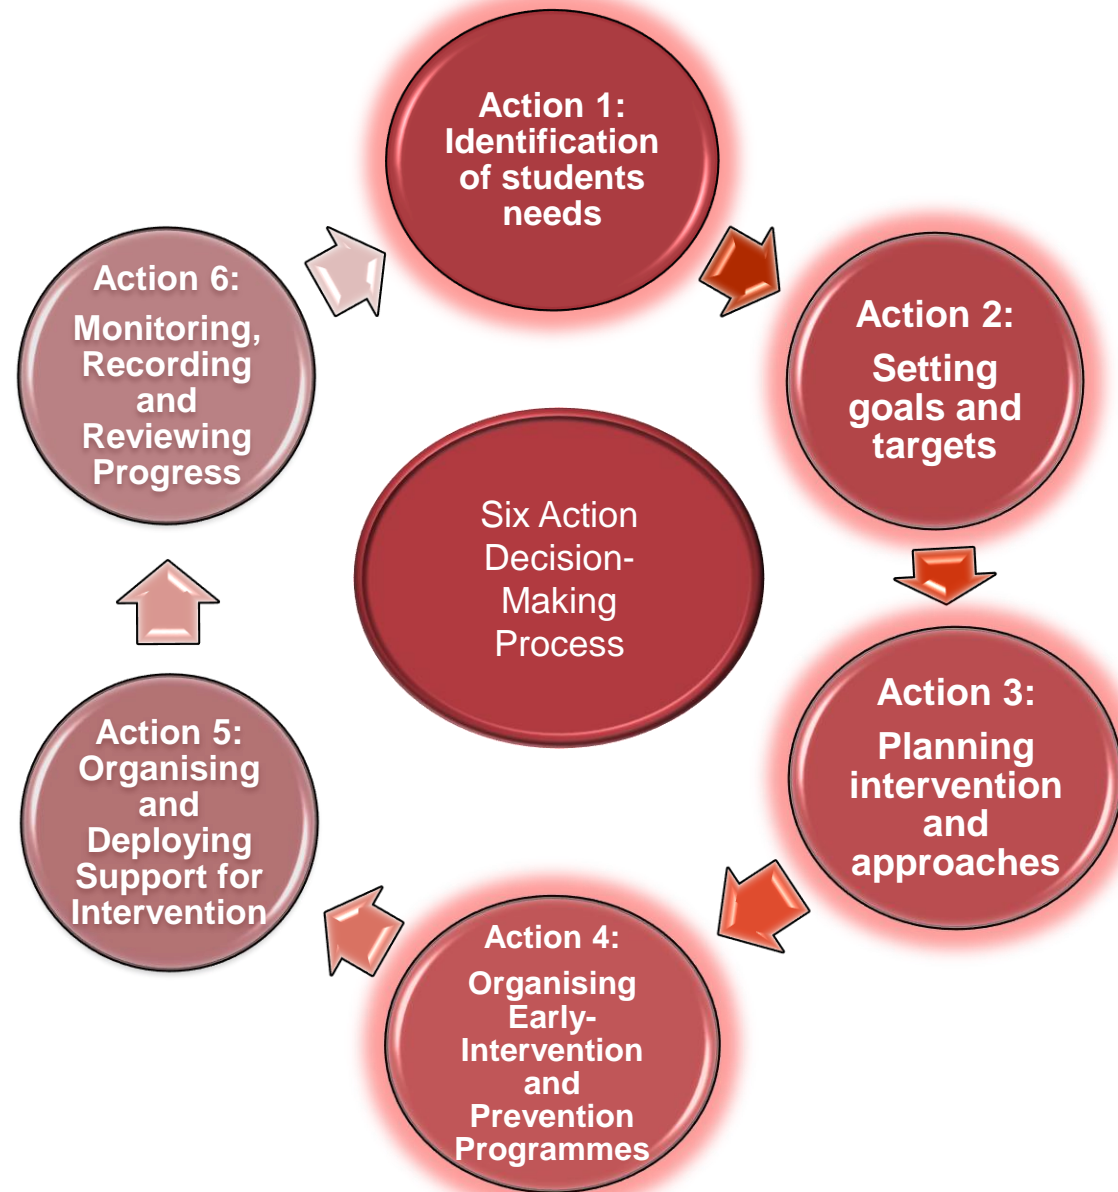 Action 1:
Identification
of students
needs
Action 2:
Setting
goals and
targets
Action 3:
Planning
intervention
and
approaches
Action 4:
Organising
Early-
Intervention
and
Prevention
Programmes
Action 5:
Organising
and
Deploying
Support for
Intervention
Action 6:
Monitoring,
Recording
and
Reviewing
Progress
Six Action
Decision-
Making
Process